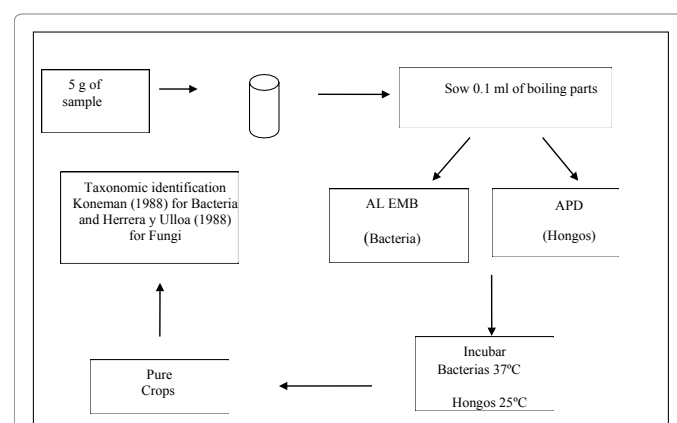 5 g of
sample
Sow 0.1 ml of boiling parts
AL EMB
(Bacteria)
APD
(Hongos)
Incubar
Bacterias 37ºC
Hongos 25ºC
Pure
Crops
Taxonomic identification
Koneman (1988) for Bacteria
and Herrera y Ulloa (1988)
for Fungi